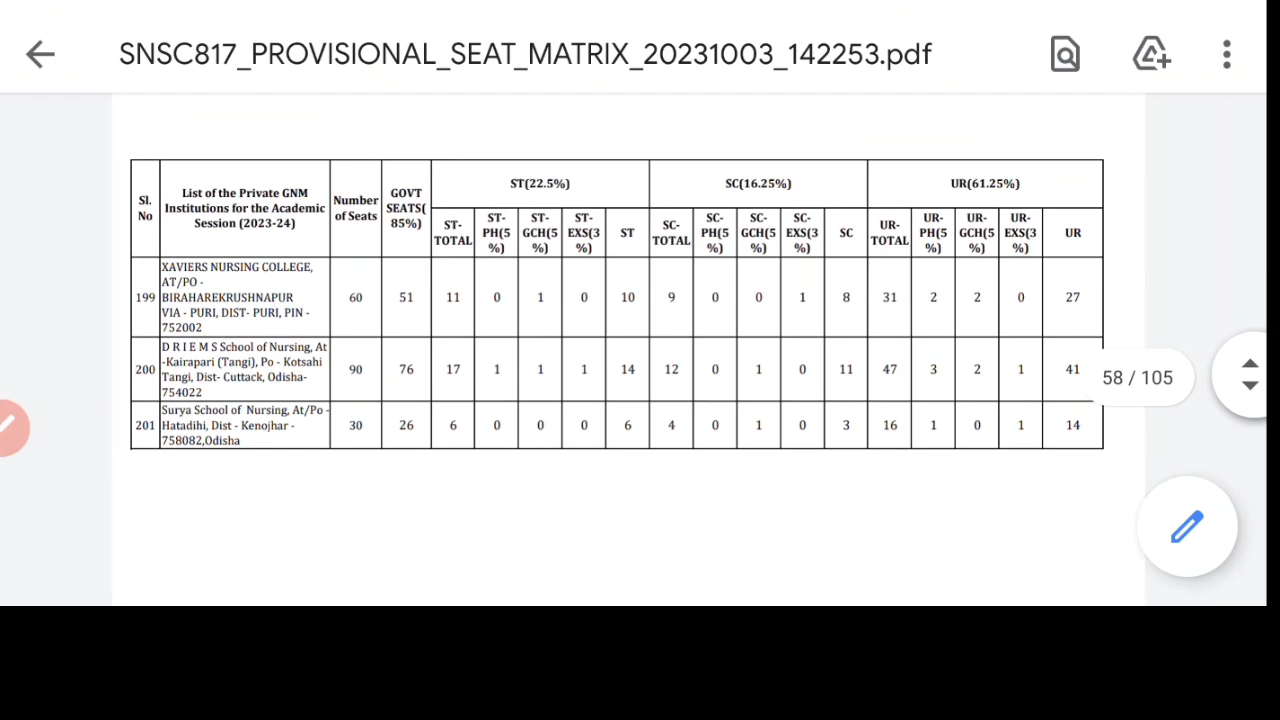 SNSC817_PROVISIONAL_SEAT_MATRIX_20231003_142253.pdf
Sl. No | List of the Private GNM Institutions for the Academic Session (2023-24) | Number of Seats | GOVT SEATS( 85%) | ST(22.5%) | SC(16.25%) | UR(61.25%)
ST-TOTAL | ST-PH(5 %) | ST-GCH(5 %) | ST-EXS(3 %) | ST | SC-TOTAL | SC-PH(5 %) | SC-GCH(5 %) | SC-EXS(3 %) | SC | UR-TOTAL | UR-PH(5 %) | UR-GCH(5 %) | UR-EXS(3 %) | UR
199 | XAVIERS NURSING COLLEGE, AT/PO - BIRAHAREKRUSHNAPUR VIA - PURI, DIST- PURI, PIN - 752002 | 60 | 51 | 11 | 0 | 1 | 0 | 10 | 9 | 0 | 0 | 1 | 8 | 31 | 2 | 2 | 0 | 27
200 | D R I E M S School of Nursing, At -Kairapari (Tangi), Po - Kotsahi Tangi, Dist- Cuttack, Odisha- 754022 | 90 | 76 | 17 | 1 | 1 | 1 | 14 | 12 | 0 | 1 | 0 | 11 | 47 | 3 | 2 | 1 | 41
201 | Surya School of Nursing, At/Po - Hatadihi, Dist - Kenojhar - 758082,Odisha | 30 | 26 | 6 | 0 | 0 | 0 | 6 | 4 | 0 | 1 | 0 | 3 | 16 | 1 | 0 | 1 | 14
58 / 105